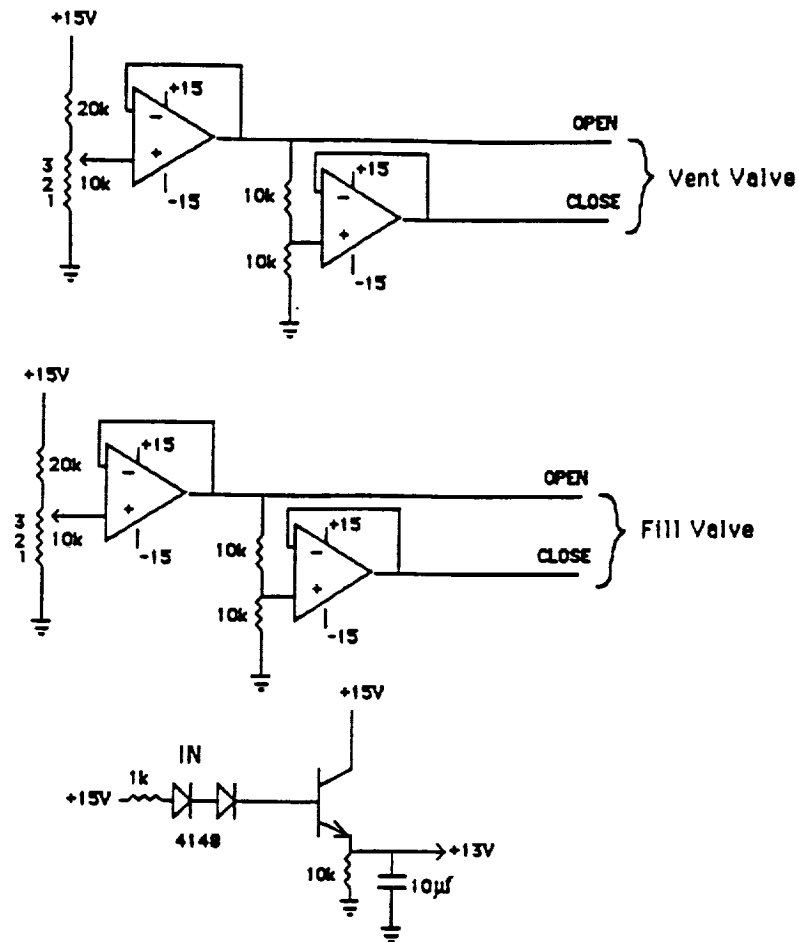 +15V
20k
+15
−
+
3
2
1
10k
−15
OPEN
CLOSE
Vent Valve
10k
+15
−
+
10k
−15
+15V
20k
+15
−
+
3
2
1
10k
−15
OPEN
CLOSE
Fill Valve
10k
+15
−
+
10k
−15
+15V
IN
1k
+15V
4148
+13V
10k
10µf